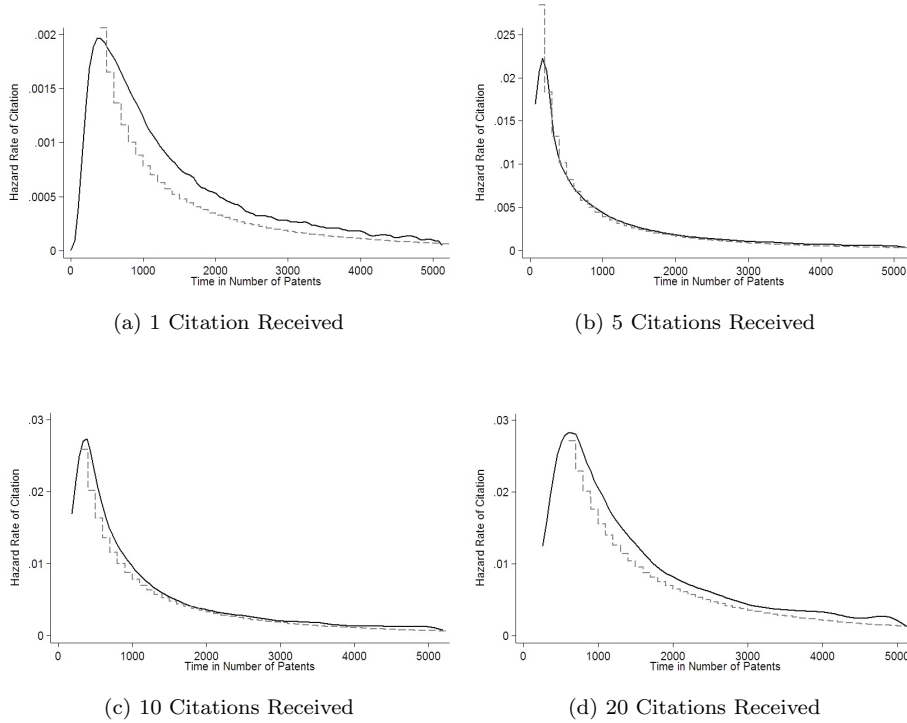 Hazard Rate of Citation
.002
.0015
.001
.0005
0
0 1000 2000 3000 4000 5000
Time in Number of Patents
(a) 1 Citation Received
Hazard Rate of Citation
.025
.02
.015
.01
.005
0
0 1000 2000 3000 4000 5000
Time in Number of Patents
(b) 5 Citations Received
Hazard Rate of Citation
.03
.02
.01
0
0 1000 2000 3000 4000 5000
Time in Number of Patents
(c) 10 Citations Received
Hazard Rate of Citation
.03
.02
.01
0
0 1000 2000 3000 4000 5000
Time in Number of Patents
(d) 20 Citations Received